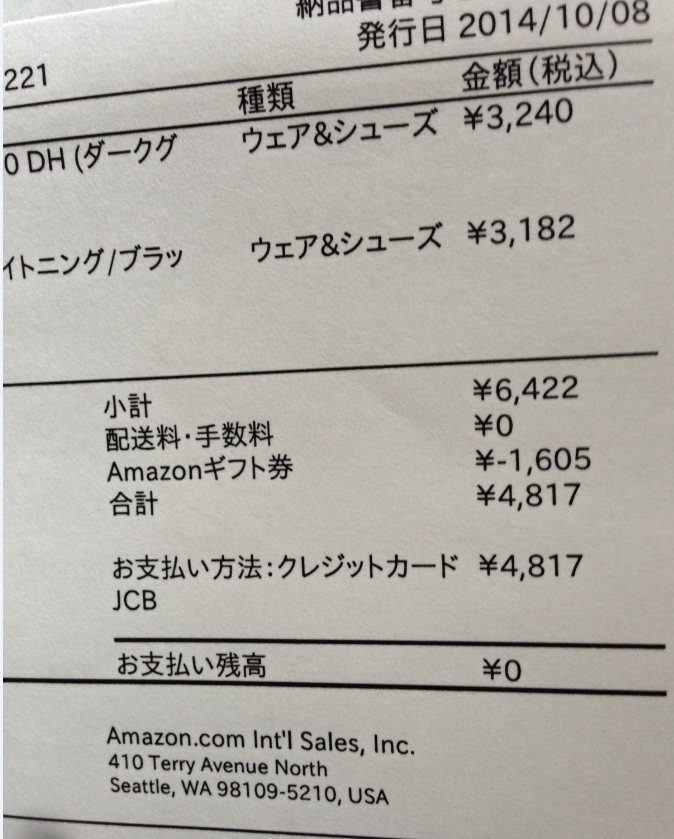 納品書番号
発行日 2014/10/08
221
種類 金額(税込)
0 DH (ダークグ ウェア&シューズ ¥3,240
イトニング/ブラッ ウェア&シューズ ¥3,182
小計 ¥6,422
配送料・手数料 ¥0
Amazonギフト券 ¥-1,605
合計 ¥4,817
お支払い方法:クレジットカード ¥4,817
JCB
お支払い残高 ¥0
Amazon.com Int'l Sales, Inc.
410 Terry Avenue North
Seattle, WA 98109-5210, USA